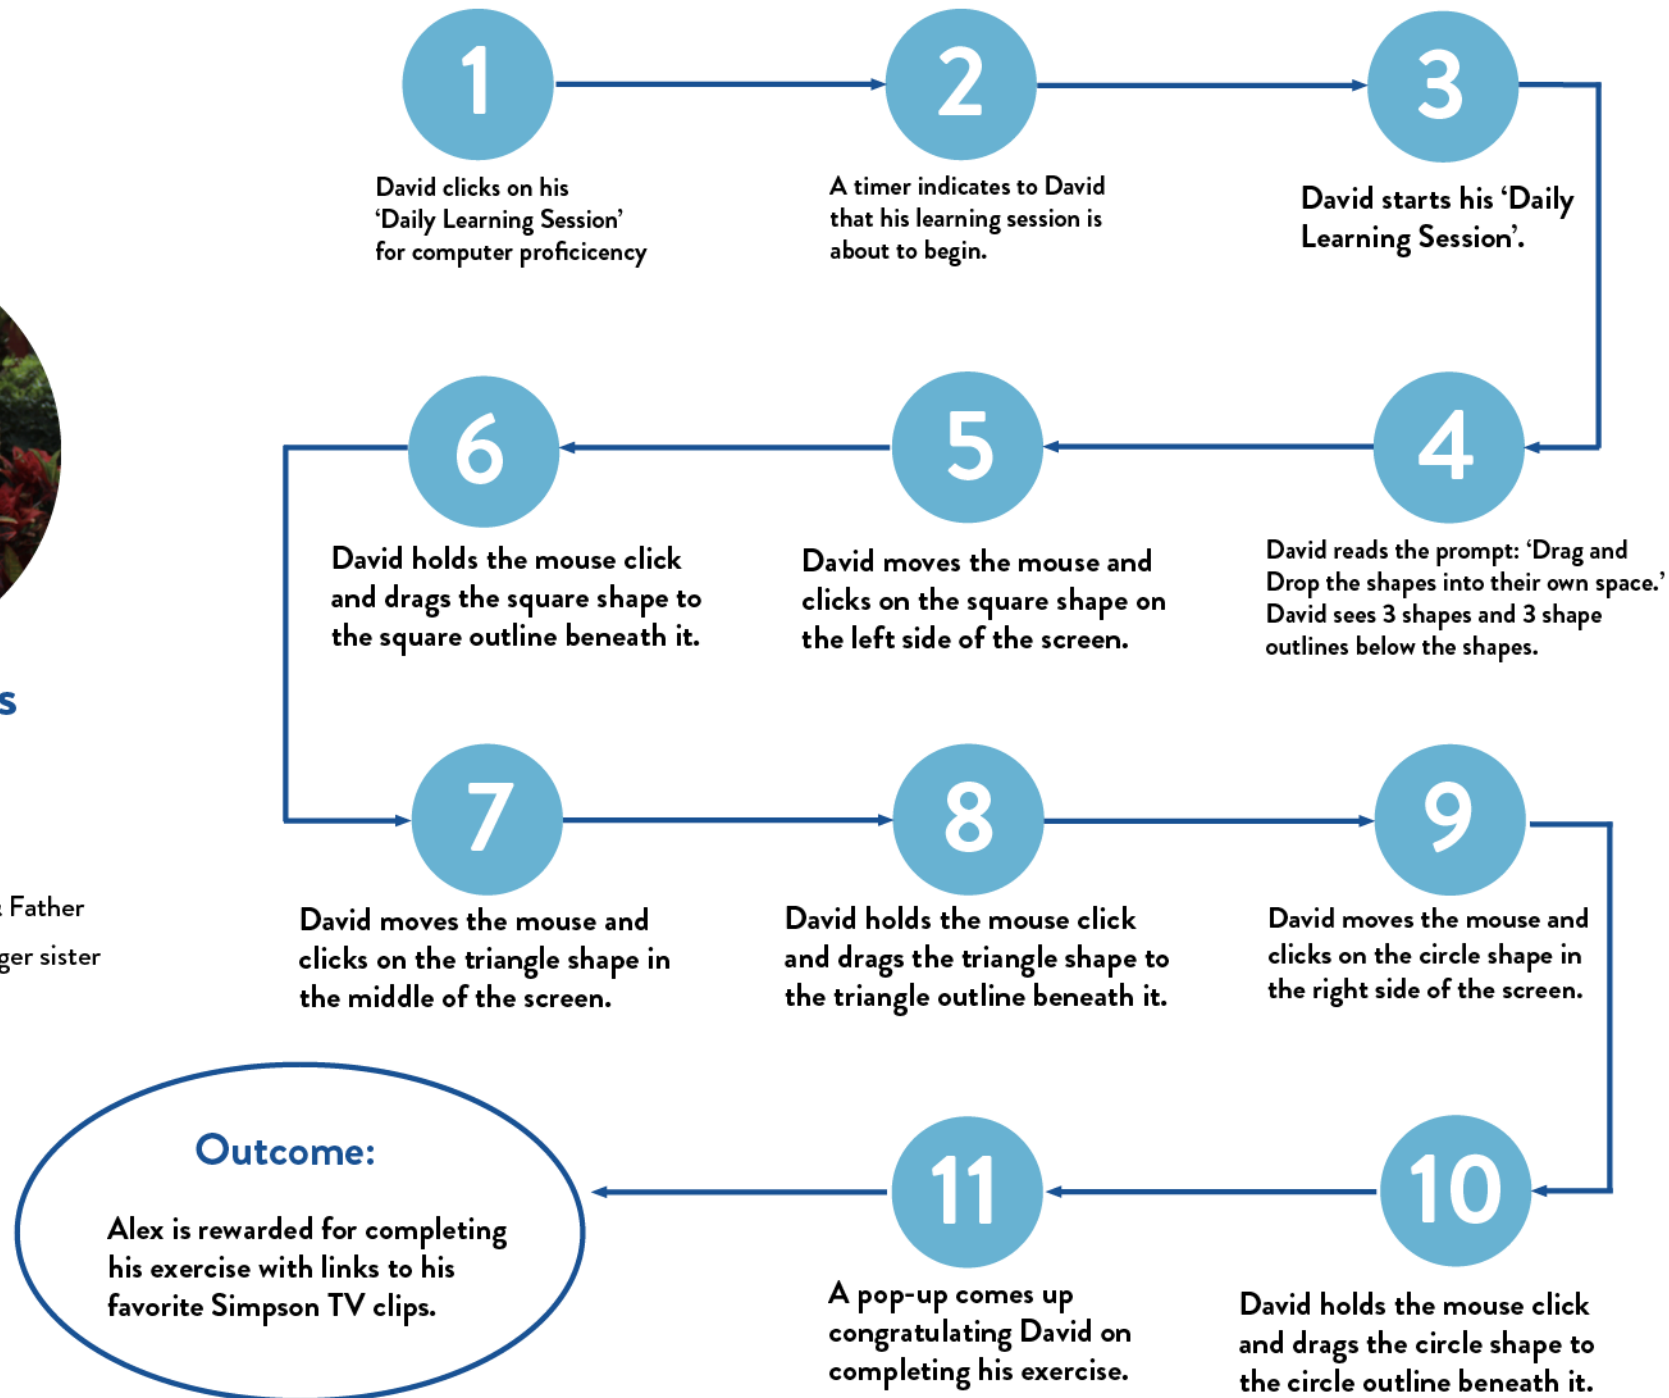 1
David clicks on his
‘Daily Learning Session’
for computer proficicency
2
A timer indicates to David
that his learning session is
about to begin.
3
David starts his ‘Daily
Learning Session’.
4
David reads the prompt: ‘Drag and
Drop the shapes into their own space.’
David sees 3 shapes and 3 shape
outlines below the shapes.
5
David moves the mouse and
clicks on the square shape on
the left side of the screen.
6
David holds the mouse click
and drags the square shape to
the square outline beneath it.
s
Father
ger sister
7
David moves the mouse and
clicks on the triangle shape in
the middle of the screen.
8
David holds the mouse click
and drags the triangle shape to
the triangle outline beneath it.
9
David moves the mouse and
clicks on the circle shape in
the right side of the screen.
10
David holds the mouse click
and drags the circle shape to
the circle outline beneath it.
11
A pop-up comes up
congratulating David on
completing his exercise.
Outcome:
Alex is rewarded for completing
his exercise with links to his
favorite Simpson TV clips.